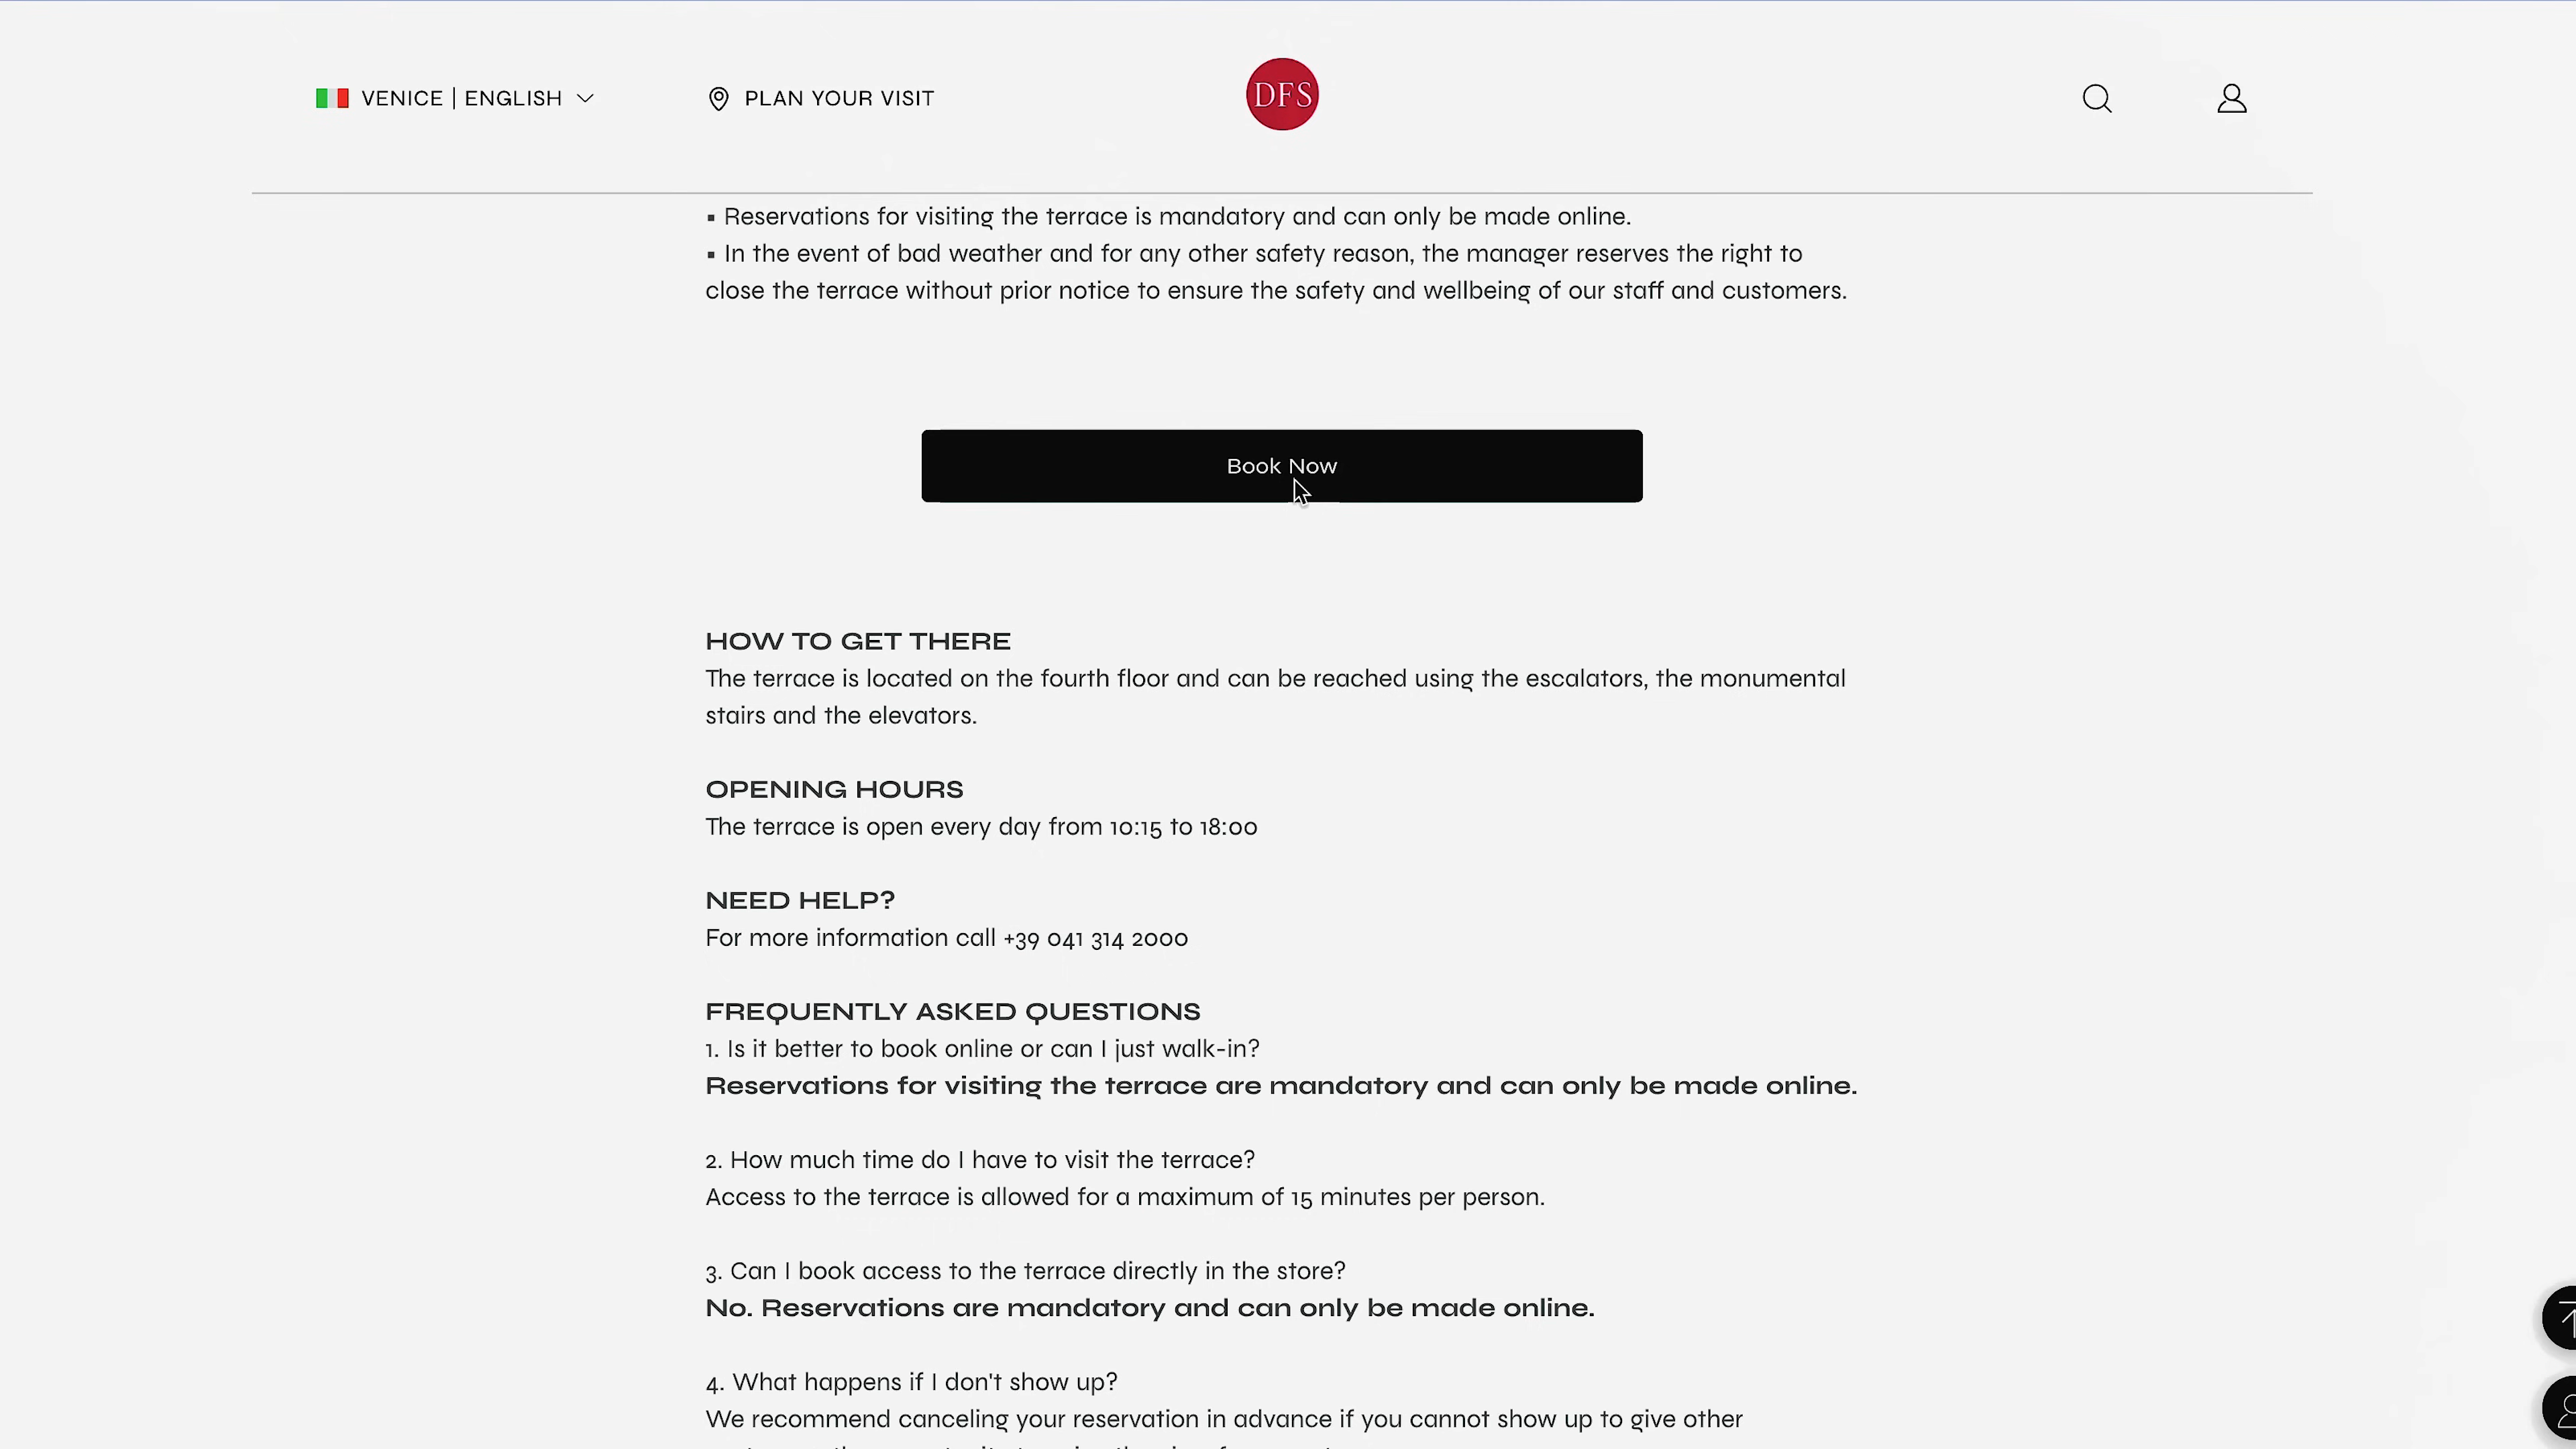 VENICE | ENGLISH
PLAN YOUR VISIT
DFS
▪ Reservations for visiting the terrace is mandatory and can only be made online.
▪ In the event of bad weather and for any other safety reason, the manager reserves the right to
close the terrace without prior notice to ensure the safety and wellbeing of our staff and customers.
Book Now
HOW TO GET THERE
The terrace is located on the fourth floor and can be reached using the escalators, the monumental
stairs and the elevators.
OPENING HOURS
The terrace is open every day from 10:15 to 18:00
NEED HELP?
For more information call +39 041 314 2000
FREQUENTLY ASKED QUESTIONS
1. Is it better to book online or can I just walk-in?
Reservations for visiting the terrace are mandatory and can only be made online.
2. How much time do I have to visit the terrace?
Access to the terrace is allowed for a maximum of 15 minutes per person.
3. Can I book access to the terrace directly in the store?
No. Reservations are mandatory and can only be made online.
4. What happens if I don't show up?
We recommend canceling your reservation in advance if you cannot show up to give other